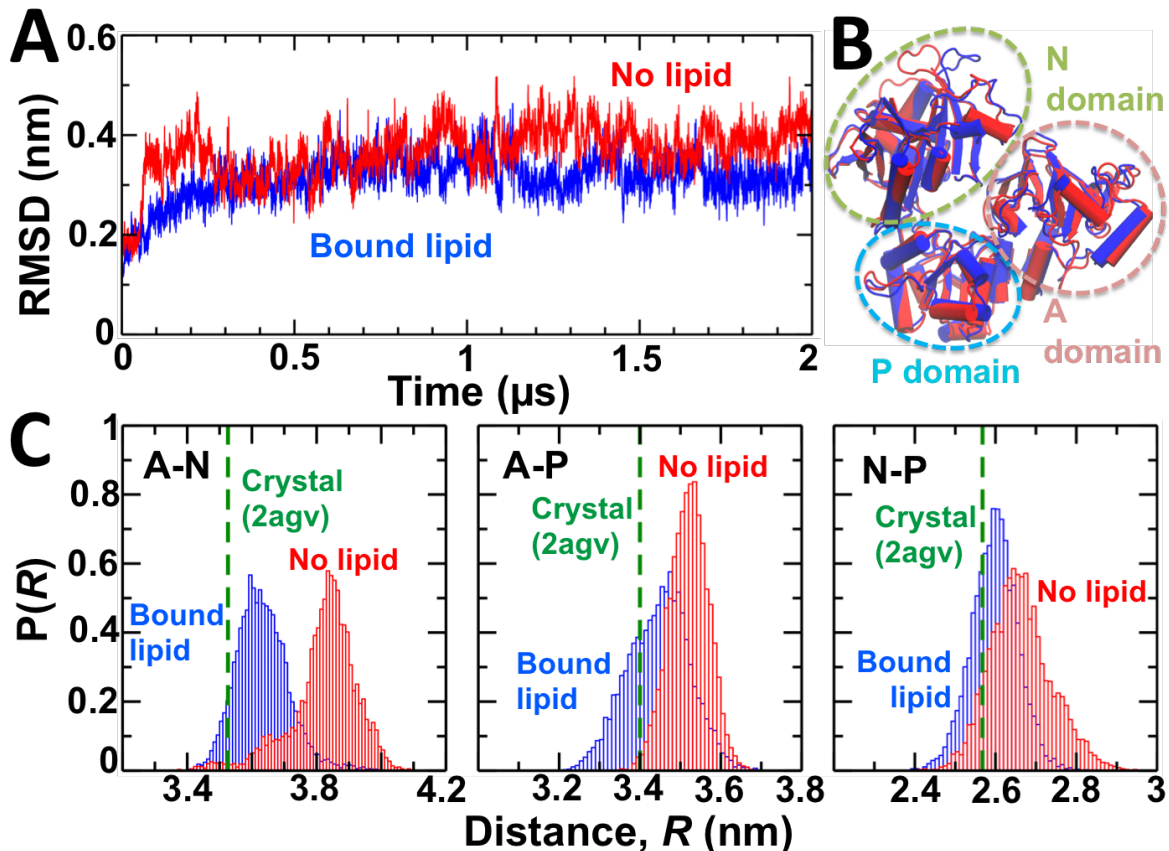 A
0.6
0.4
0.2
0
RMSD (nm)
No lipid
Bound lipid
0
0.5
1
1.5
2
Time (µs)
B
N
domain
A
domain
P domain
C
1
0.8
0.6
0.4
0.2
0
P(R)
A-N
Crystal
(2agv)
No lipid
Bound
lipid
3.4
3.8
4.2
A-P
No lipid
Crystal
(2agv)
Bound
lipid
3.2
3.4
3.6
3.8
N-P
Crystal
(2agv)
No lipid
Bound
lipid
2.4
2.6
2.8
3
Distance, R (nm)